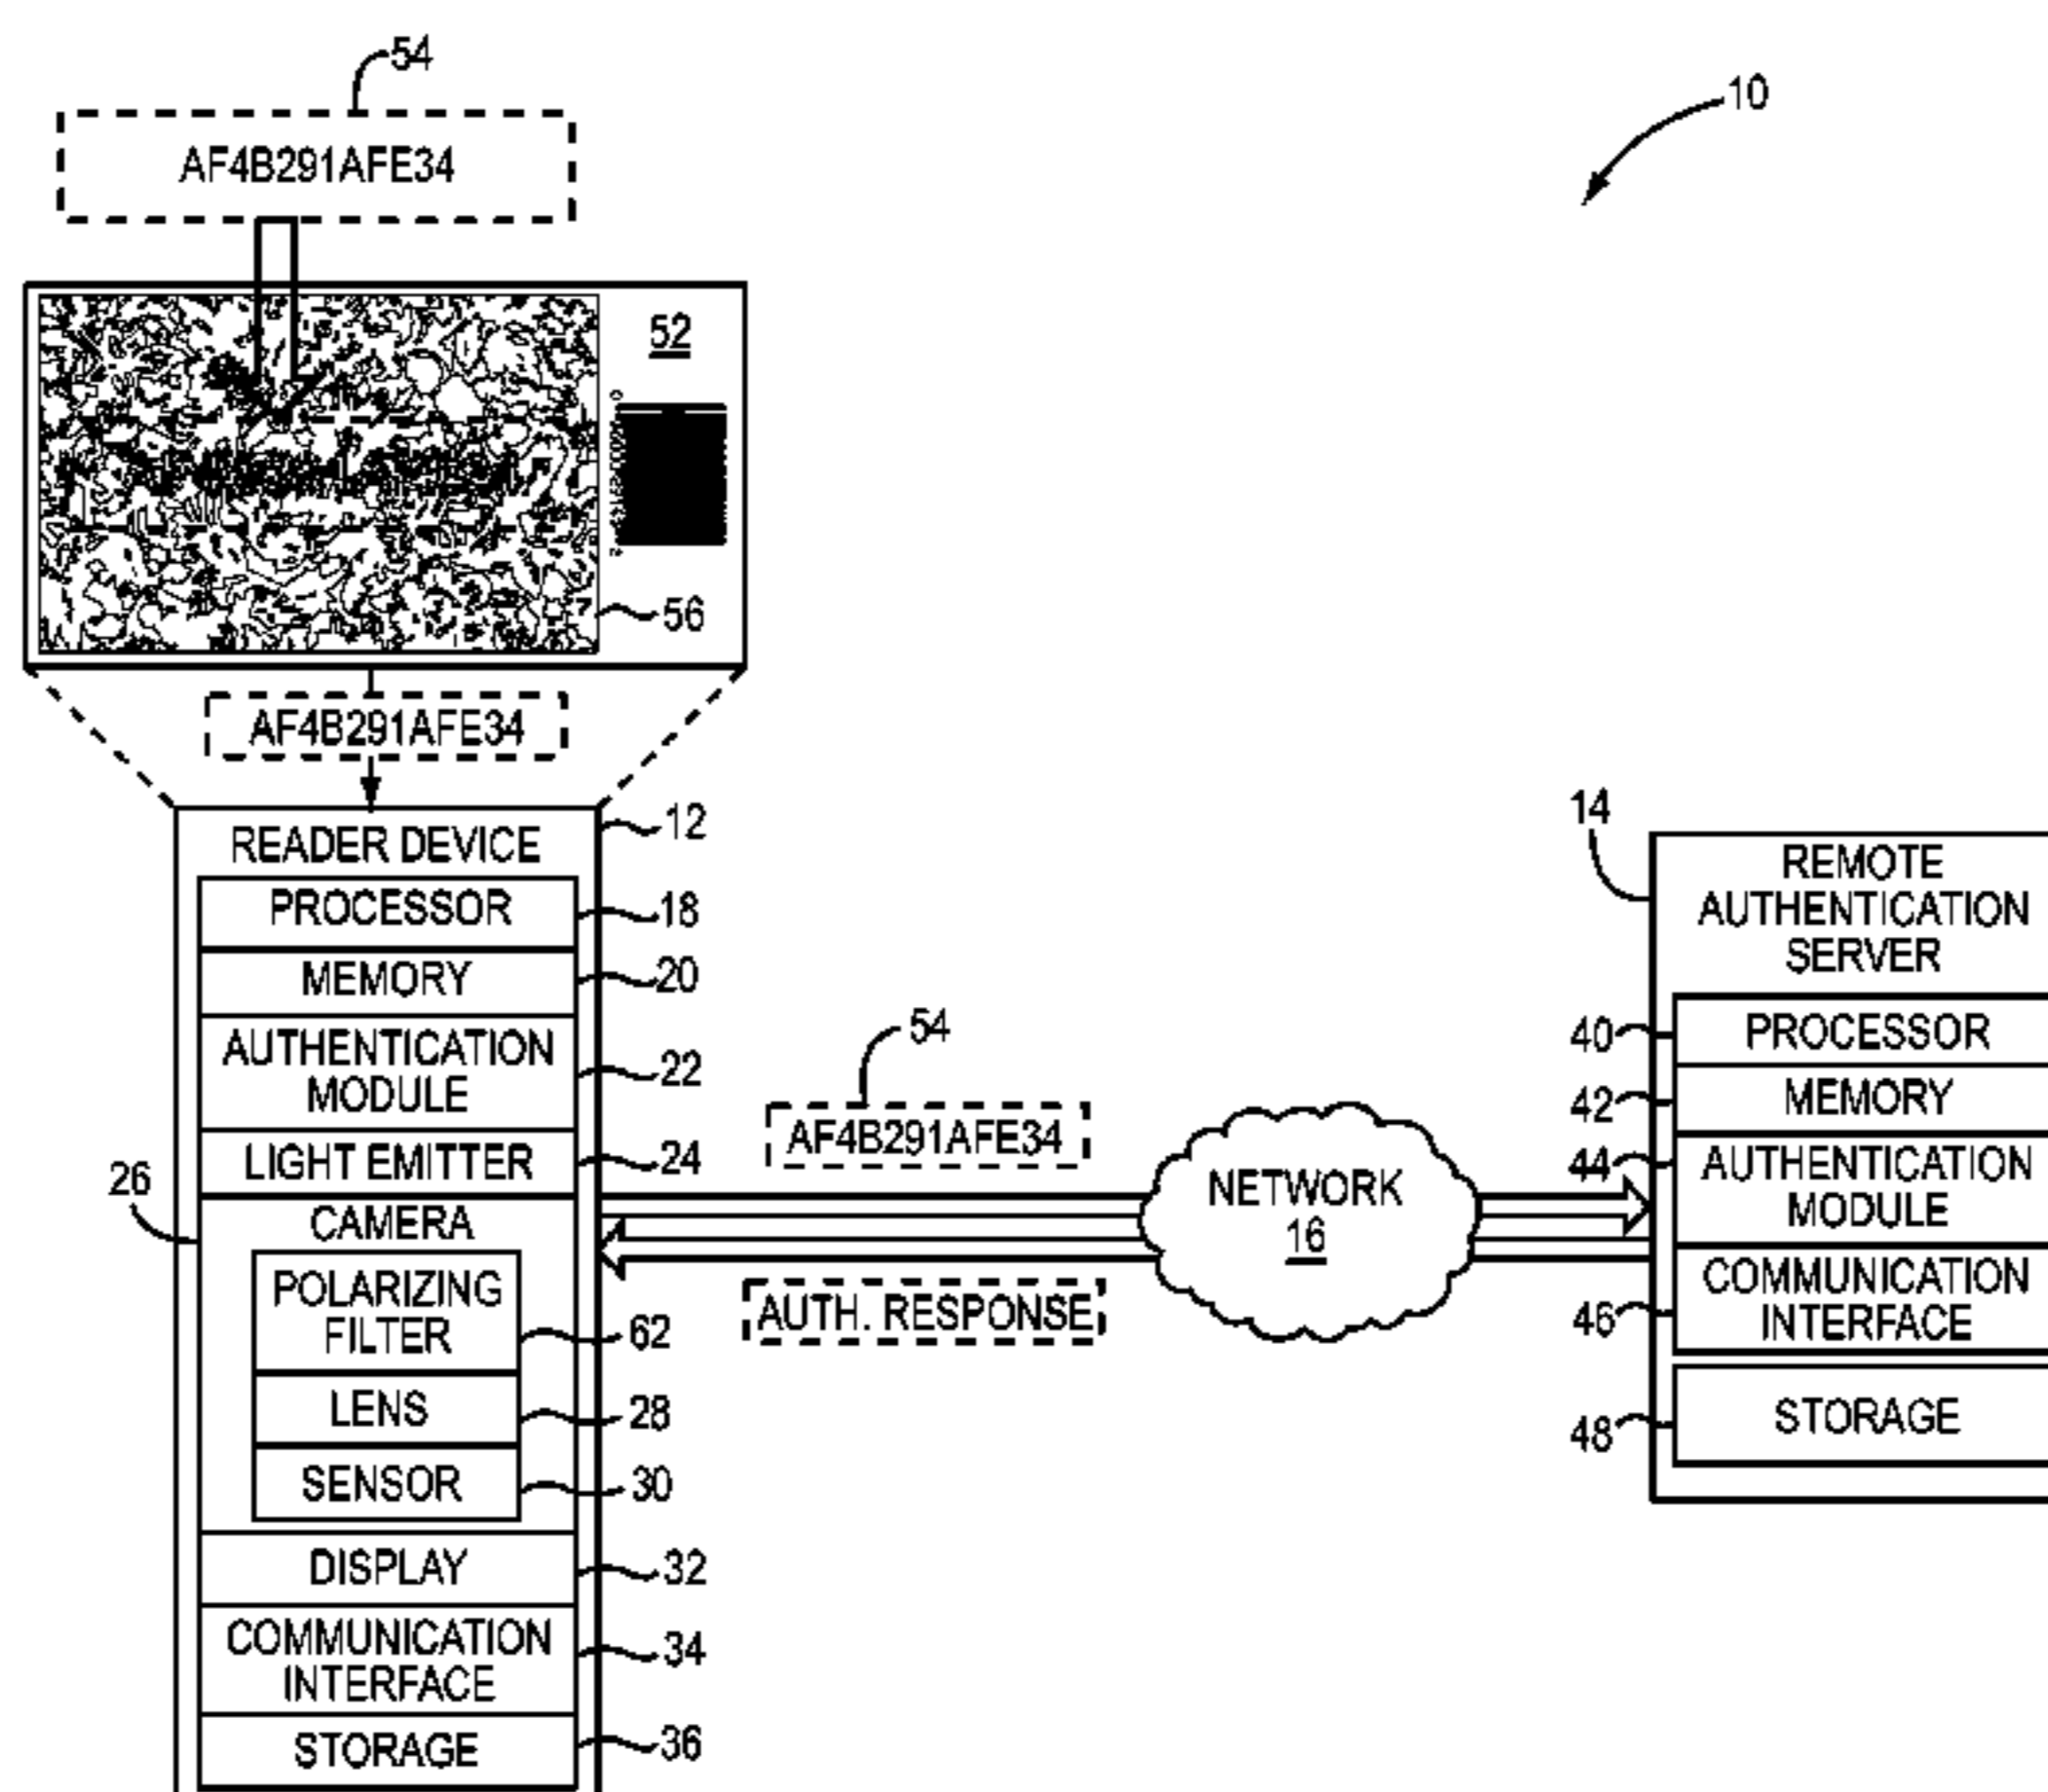 54
10
AF4B291AFE34
52
56
AF4B291AFE34
12
READER DEVICE
PROCESSOR
18
MEMORY
20
AUTHENTICATION
MODULE
22
LIGHT EMITTER
24
26
CAMERA
POLARIZING
FILTER
62
LENS
28
SENSOR
30
DISPLAY
32
COMMUNICATION
INTERFACE
34
STORAGE
36
54
AF4B291AFE34
NETWORK
16
AUTH. RESPONSE
14
REMOTE
AUTHENTICATION
SERVER
40
PROCESSOR
42
MEMORY
44
AUTHENTICATION
MODULE
46
COMMUNICATION
INTERFACE
48
STORAGE